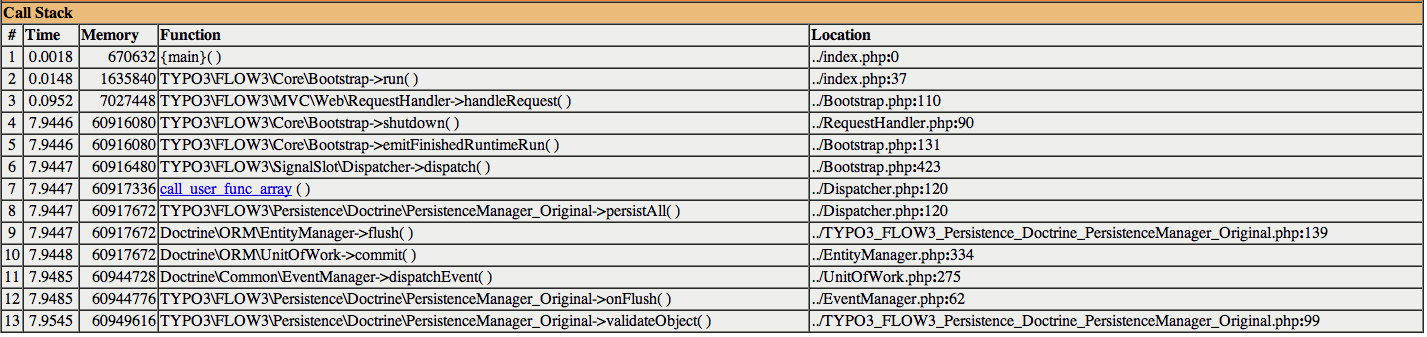 Call Stack
# Time Memory Function Location
1 0.0018 670632 {main}( ) ../index.php:0
2 0.0148 1635840 TYPO3\FLOW3\Core\Bootstrap->run( ) ../index.php:37
3 0.0952 7027448 TYPO3\FLOW3\MVC\Web\RequestHandler->handleRequest( ) ../Bootstrap.php:110
4 7.9446 60916080 TYPO3\FLOW3\Core\Bootstrap->shutdown( ) ../RequestHandler.php:90
5 7.9446 60916080 TYPO3\FLOW3\Core\Bootstrap->emitFinishedRuntimeRun( ) ../Bootstrap.php:131
6 7.9447 60916480 TYPO3\FLOW3\SignalSlot\Dispatcher->dispatch( ) ../Bootstrap.php:423
7 7.9447 60917336 call_user_func_array ( ) ../Dispatcher.php:120
8 7.9447 60917672 TYPO3\FLOW3\Persistence\Doctrine\PersistenceManager_Original->persistAll( ) ../Dispatcher.php:120
9 7.9447 60917672 Doctrine\ORM\EntityManager->flush( ) ../TYPO3_FLOW3_Persistence_Doctrine_PersistenceManager_Original.php:139
10 7.9448 60917672 Doctrine\ORM\UnitOfWork->commit( ) ../EntityManager.php:334
11 7.9485 60944728 Doctrine\Common\EventManager->dispatchEvent( ) ../UnitOfWork.php:275
12 7.9485 60944776 TYPO3\FLOW3\Persistence\Doctrine\PersistenceManager_Original->onFlush( ) ../EventManager.php:62
13 7.9545 60949616 TYPO3\FLOW3\Persistence\Doctrine\PersistenceManager_Original->validateObject( ) ../TYPO3_FLOW3_Persistence_Doctrine_PersistenceManager_Original.php:99